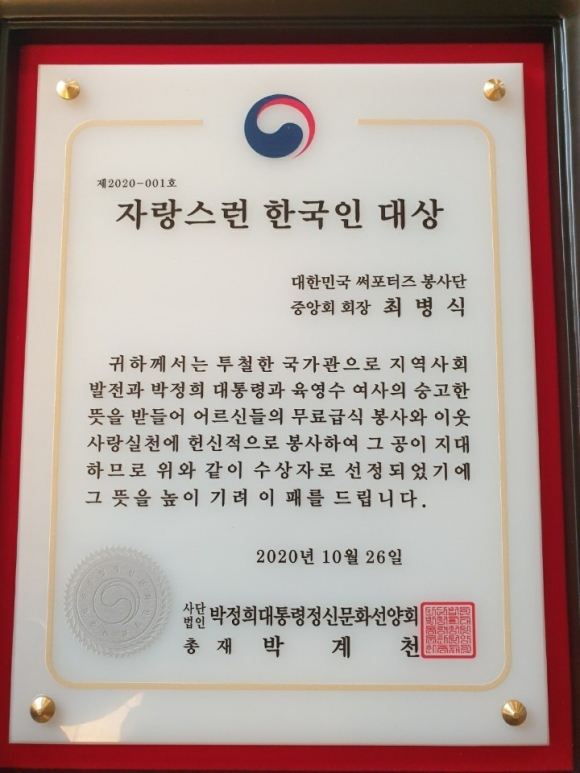 제2020-001호
자랑스런 한국인 대상
대한민국 써포터즈 봉사단
중앙회 회장 최병식
귀하께서는 투철한 국가관으로 지역사회
발전과 박정희 대통령과 육영수 여사의 숭고한
뜻을 받들어 어르신들의 무료급식 봉사와 이웃
사랑실천에 헌신적으로 봉사하여 그 공이 지대
하므로 위와 같이 수상자로 선정되었기에
그 뜻을 높이 기려 이 패를 드립니다.
2020년 10월 26일
사단법인 박정희대통령정신문화선양회
총재 박계천